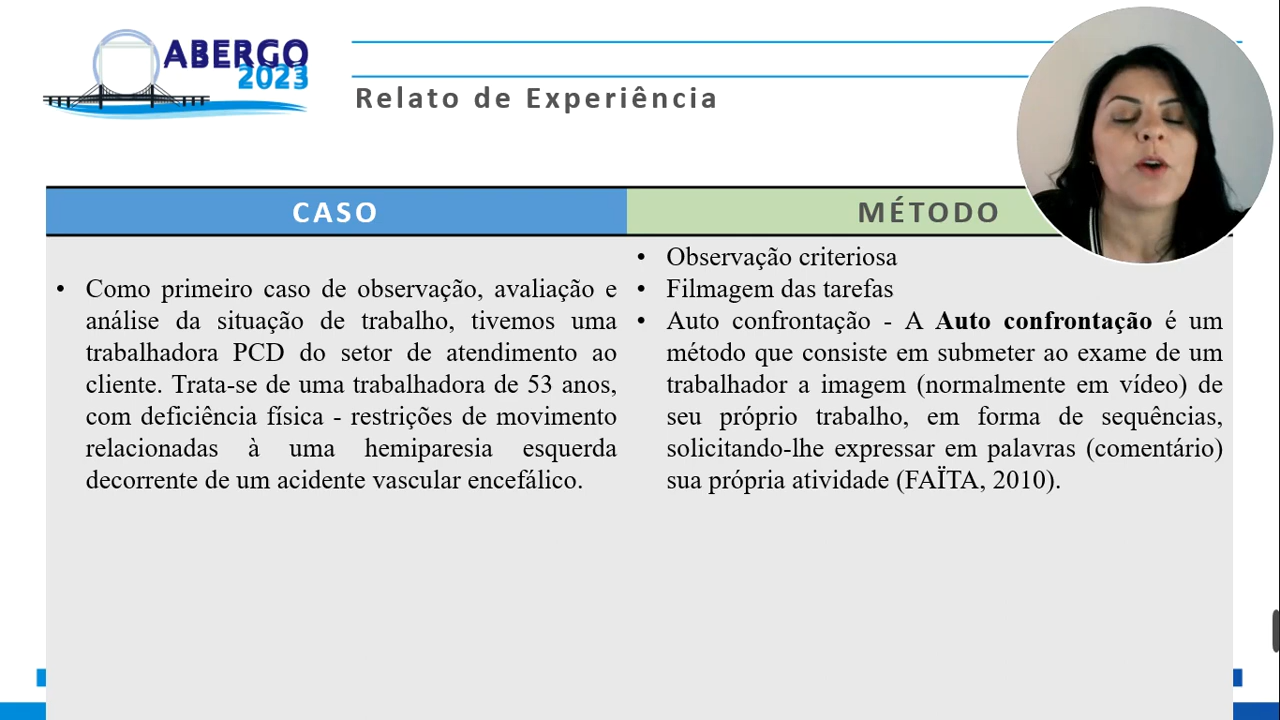 ABERGO
2023
Relato de Experiência
CASO
MÉTODO
• Como primeiro caso de observação, avaliação e
análise da situação de trabalho, tivemos uma
trabalhadora PCD do setor de atendimento ao
cliente. Trata-se de uma trabalhadora de 53 anos,
com deficiência física - restrições de movimento
relacionadas à uma hemiparesia esquerda
decorrente de um acidente vascular encefálico.
• Observação criteriosa
• Filmagem das tarefas
• Auto confrontação - A Auto confrontação é um
método que consiste em submeter ao exame de um
trabalhador a imagem (normalmente em vídeo) de
seu próprio trabalho, em forma de sequências,
solicitando-lhe expressar em palavras (comentário)
sua própria atividade (FAÏTA, 2010).